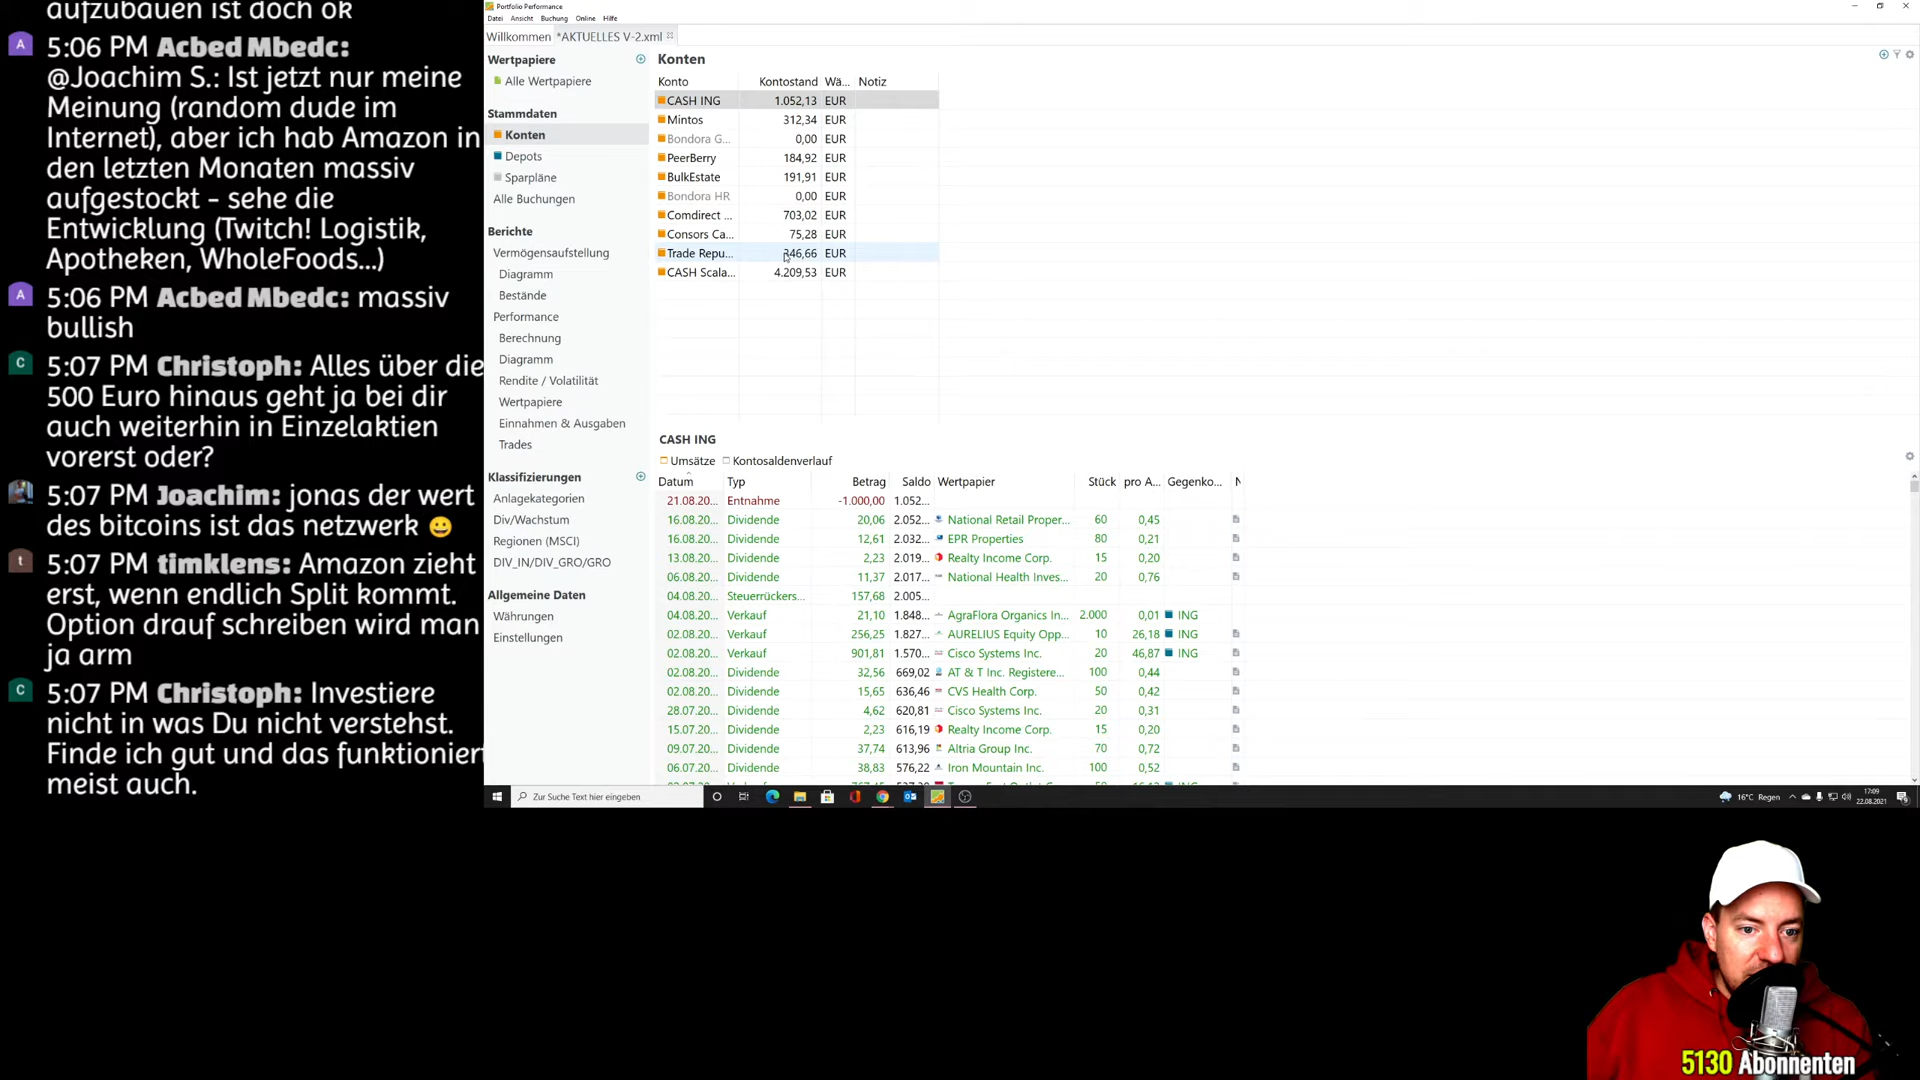 aufzubauen ist doch ok
A 5:06 PM Acbed Mbedc:
@Joachim S.: Ist jetzt nur meine
Meinung (random dude im
Internet), aber ich hab Amazon in
den letzten Monaten massiv
aufgestockt - sehe die
Entwicklung (Twitch! Logistik,
Apotheken, WholeFoods...)
A 5:06 PM Acbed Mbedc: massiv
bullish
C 5:07 PM Christoph: Alles über die
500 Euro hinaus geht ja bei dir
auch weiterhin in Einzelaktien
vorerst oder?
5:07 PM Joachim: jonas der wert
des bitcoins ist das netzwerk 😀
t 5:07 PM timklens: Amazon zieht
erst, wenn endlich Split kommt.
Option drauf schreiben wird man
ja arm
C 5:07 PM Christoph: Investiere
nicht in was Du nicht verstehst.
Finde ich gut und das funktioniert
meist auch.
Portfolio Performance
Datei Ansicht Buchung Online Hilfe
Willkommen *AKTUELLES V-2.xml
Wertpapiere
Alle Wertpapiere
Stammdaten
Konten
Depots
Sparpläne
Alle Buchungen
Berichte
Vermögensaufstellung
Diagramm
Bestände
Performance
Berechnung
Diagramm
Rendite / Volatilität
Wertpapiere
Einnahmen & Ausgaben
Trades
Klassifizierungen
Anlagekategorien
Div/Wachstum
Regionen (MSCI)
DIV_IN/DIV_GRO/GRO
Allgemeine Daten
Währungen
Einstellungen
Konten
Konto Kontostand Wä... Notiz
CASH ING 1.052,13 EUR
Mintos 312,34 EUR
Bondora G... 0,00 EUR
PeerBerry 184,92 EUR
BulkEstate 191,91 EUR
Bondora HR 0,00 EUR
Comdirect ... 703,02 EUR
Consors Ca... 75,28 EUR
Trade Repu... 346,66 EUR
CASH Scala... 4.209,53 EUR
CASH ING
Umsätze Kontosaldenverlauf
Datum Typ Betrag Saldo Wertpapier Stück pro A... Gegenko... N
21.08.20... Entnahme -1.000,00 1.052...
16.08.20... Dividende 20,06 2.052... National Retail Proper... 60 0,45
16.08.20... Dividende 12,61 2.032... EPR Properties 80 0,21
13.08.20... Dividende 2,23 2.019... Realty Income Corp. 15 0,20
06.08.20... Dividende 11,37 2.017... National Health Inves... 20 0,76
04.08.20... Steuerrückers... 157,68 2.005...
04.08.20... Verkauf 21,10 1.848... AgraFlora Organics In... 2.000 0,01 ING
02.08.20... Verkauf 256,25 1.827... AURELIUS Equity Opp... 10 26,18 ING
02.08.20... Verkauf 901,81 1.570... Cisco Systems Inc. 20 46,87 ING
02.08.20... Dividende 32,56 669,02 AT & T Inc. Registere... 100 0,44
02.08.20... Dividende 15,65 636,46 CVS Health Corp. 50 0,42
28.07.20... Dividende 4,62 620,81 Cisco Systems Inc. 20 0,31
15.07.20... Dividende 2,23 616,19 Realty Income Corp. 15 0,20
09.07.20... Dividende 37,74 613,96 Altria Group Inc. 70 0,72
06.07.20... Dividende 38,83 576,22 Iron Mountain Inc. 100 0,52
Zur Suche Text hier eingeben
16°C Regen
17:09
22.08.2021
5130 Abonnenten